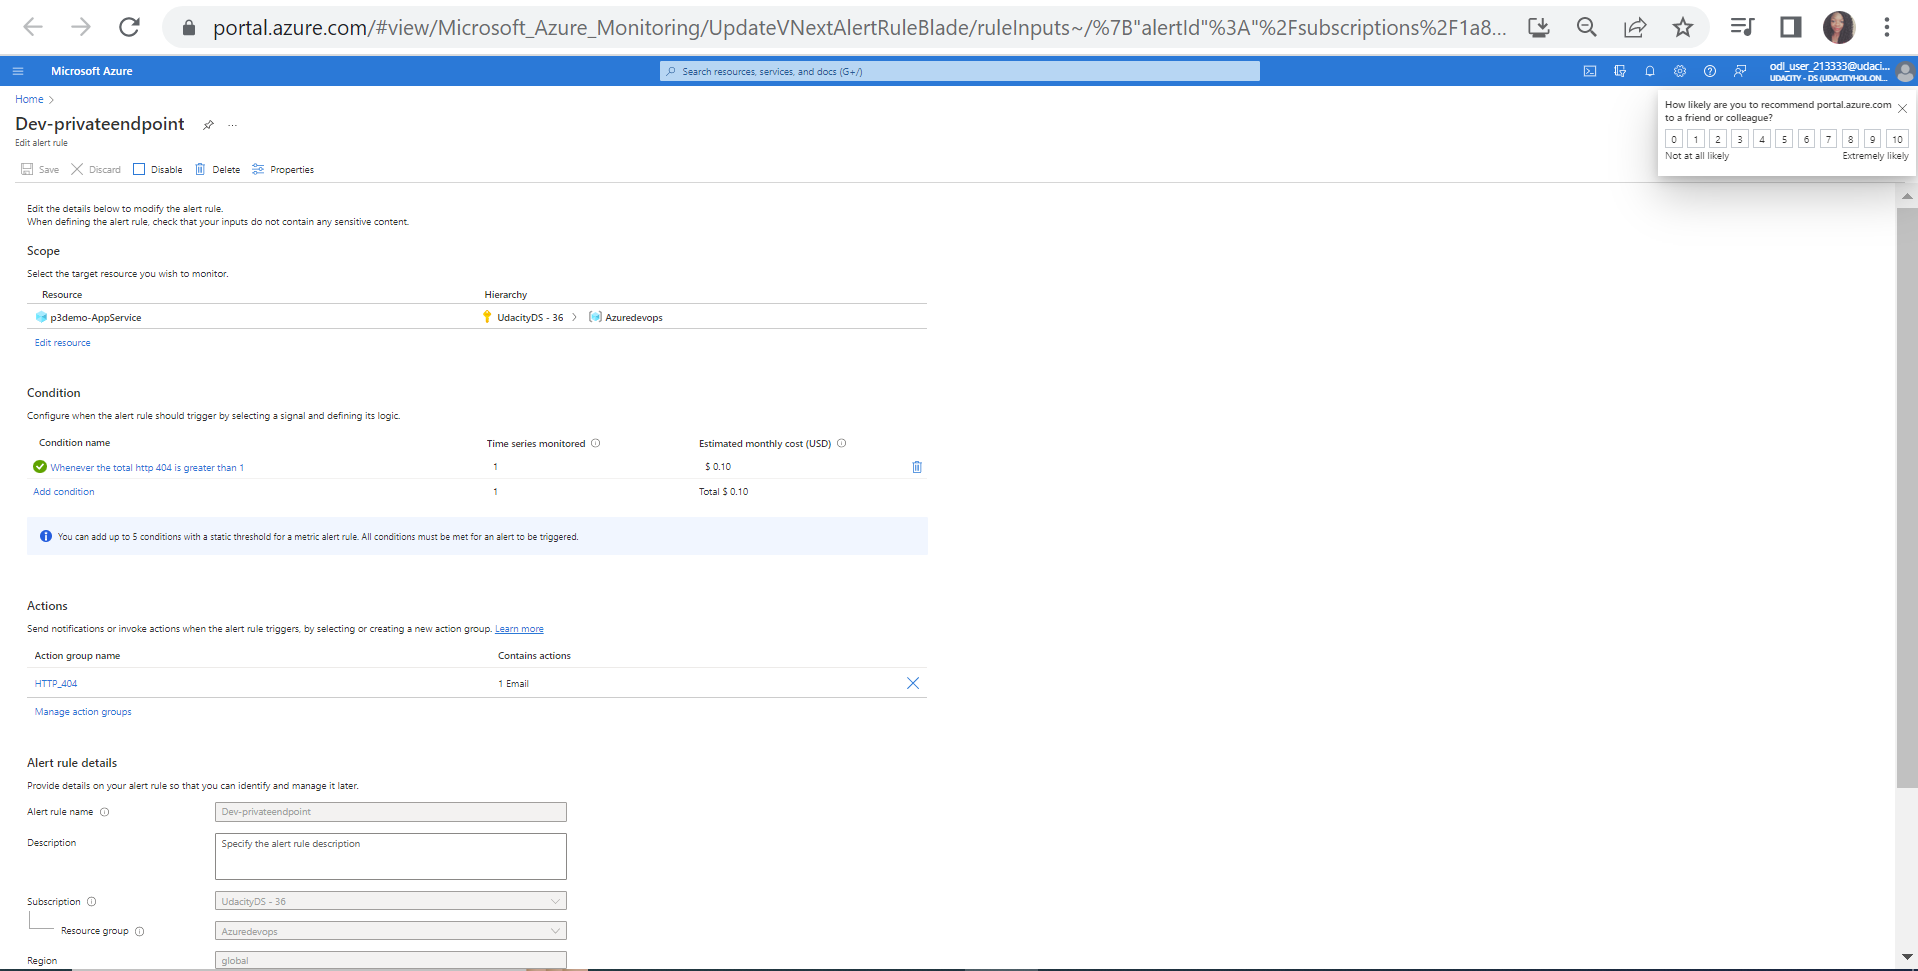 portal.azure.com/#view/Microsoft_Azure_Monitoring/UpdateVNextAlertRuleBlade/ruleInputs~/%7B"alertId"%3A"%2Fsubscriptions%2F1a8...
Microsoft Azure
Search resources, services, and docs (G+/)
odl_user_213333@udaci...
UDACITY - DS (UDACITYHOLON...
Home
Dev-privateendpoint
...
Edit alert rule
How likely are you to recommend portal.azure.com
to a friend or colleague?
0 1 2 3 4 5 6 7 8 9 10
Not at all likely Extremely likely
Save Discard Disable Delete Properties
Edit the details below to modify the alert rule.
When defining the alert rule, check that your inputs do not contain any sensitive content.
Scope
Select the target resource you wish to monitor.
Resource Hierarchy
p3demo-AppService UdacityDS - 36 > Azuredevops
Edit resource
Condition
Configure when the alert rule should trigger by selecting a signal and defining its logic.
Condition name Time series monitored Estimated monthly cost (USD)
Whenever the total http 404 is greater than 1 1 $ 0.10
Add condition 1 Total $ 0.10
You can add up to 5 conditions with a static threshold for a metric alert rule. All conditions must be met for an alert to be triggered.
Actions
Send notifications or invoke actions when the alert rule triggers, by selecting or creating a new action group. Learn more
Action group name Contains actions
HTTP_404 1 Email
Manage action groups
Alert rule details
Provide details on your alert rule so that you can identify and manage it later.
Alert rule name Dev-privateendpoint
Description Specify the alert rule description
Subscription UdacityDS - 36
Resource group Azuredevops
Region global